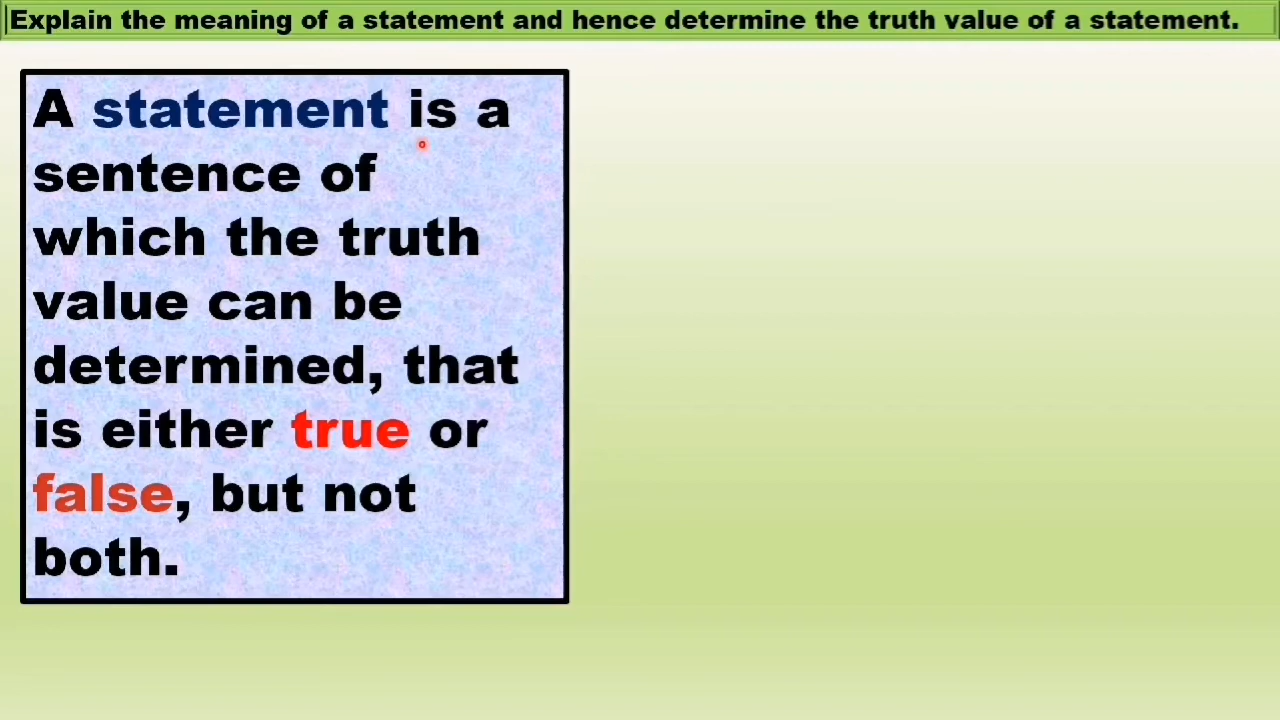 Explain the meaning of a statement and hence determine the truth value of a statement.
A statement is a
sentence of
which the truth
value can be
determined, that
is either true or
false, but not
both.